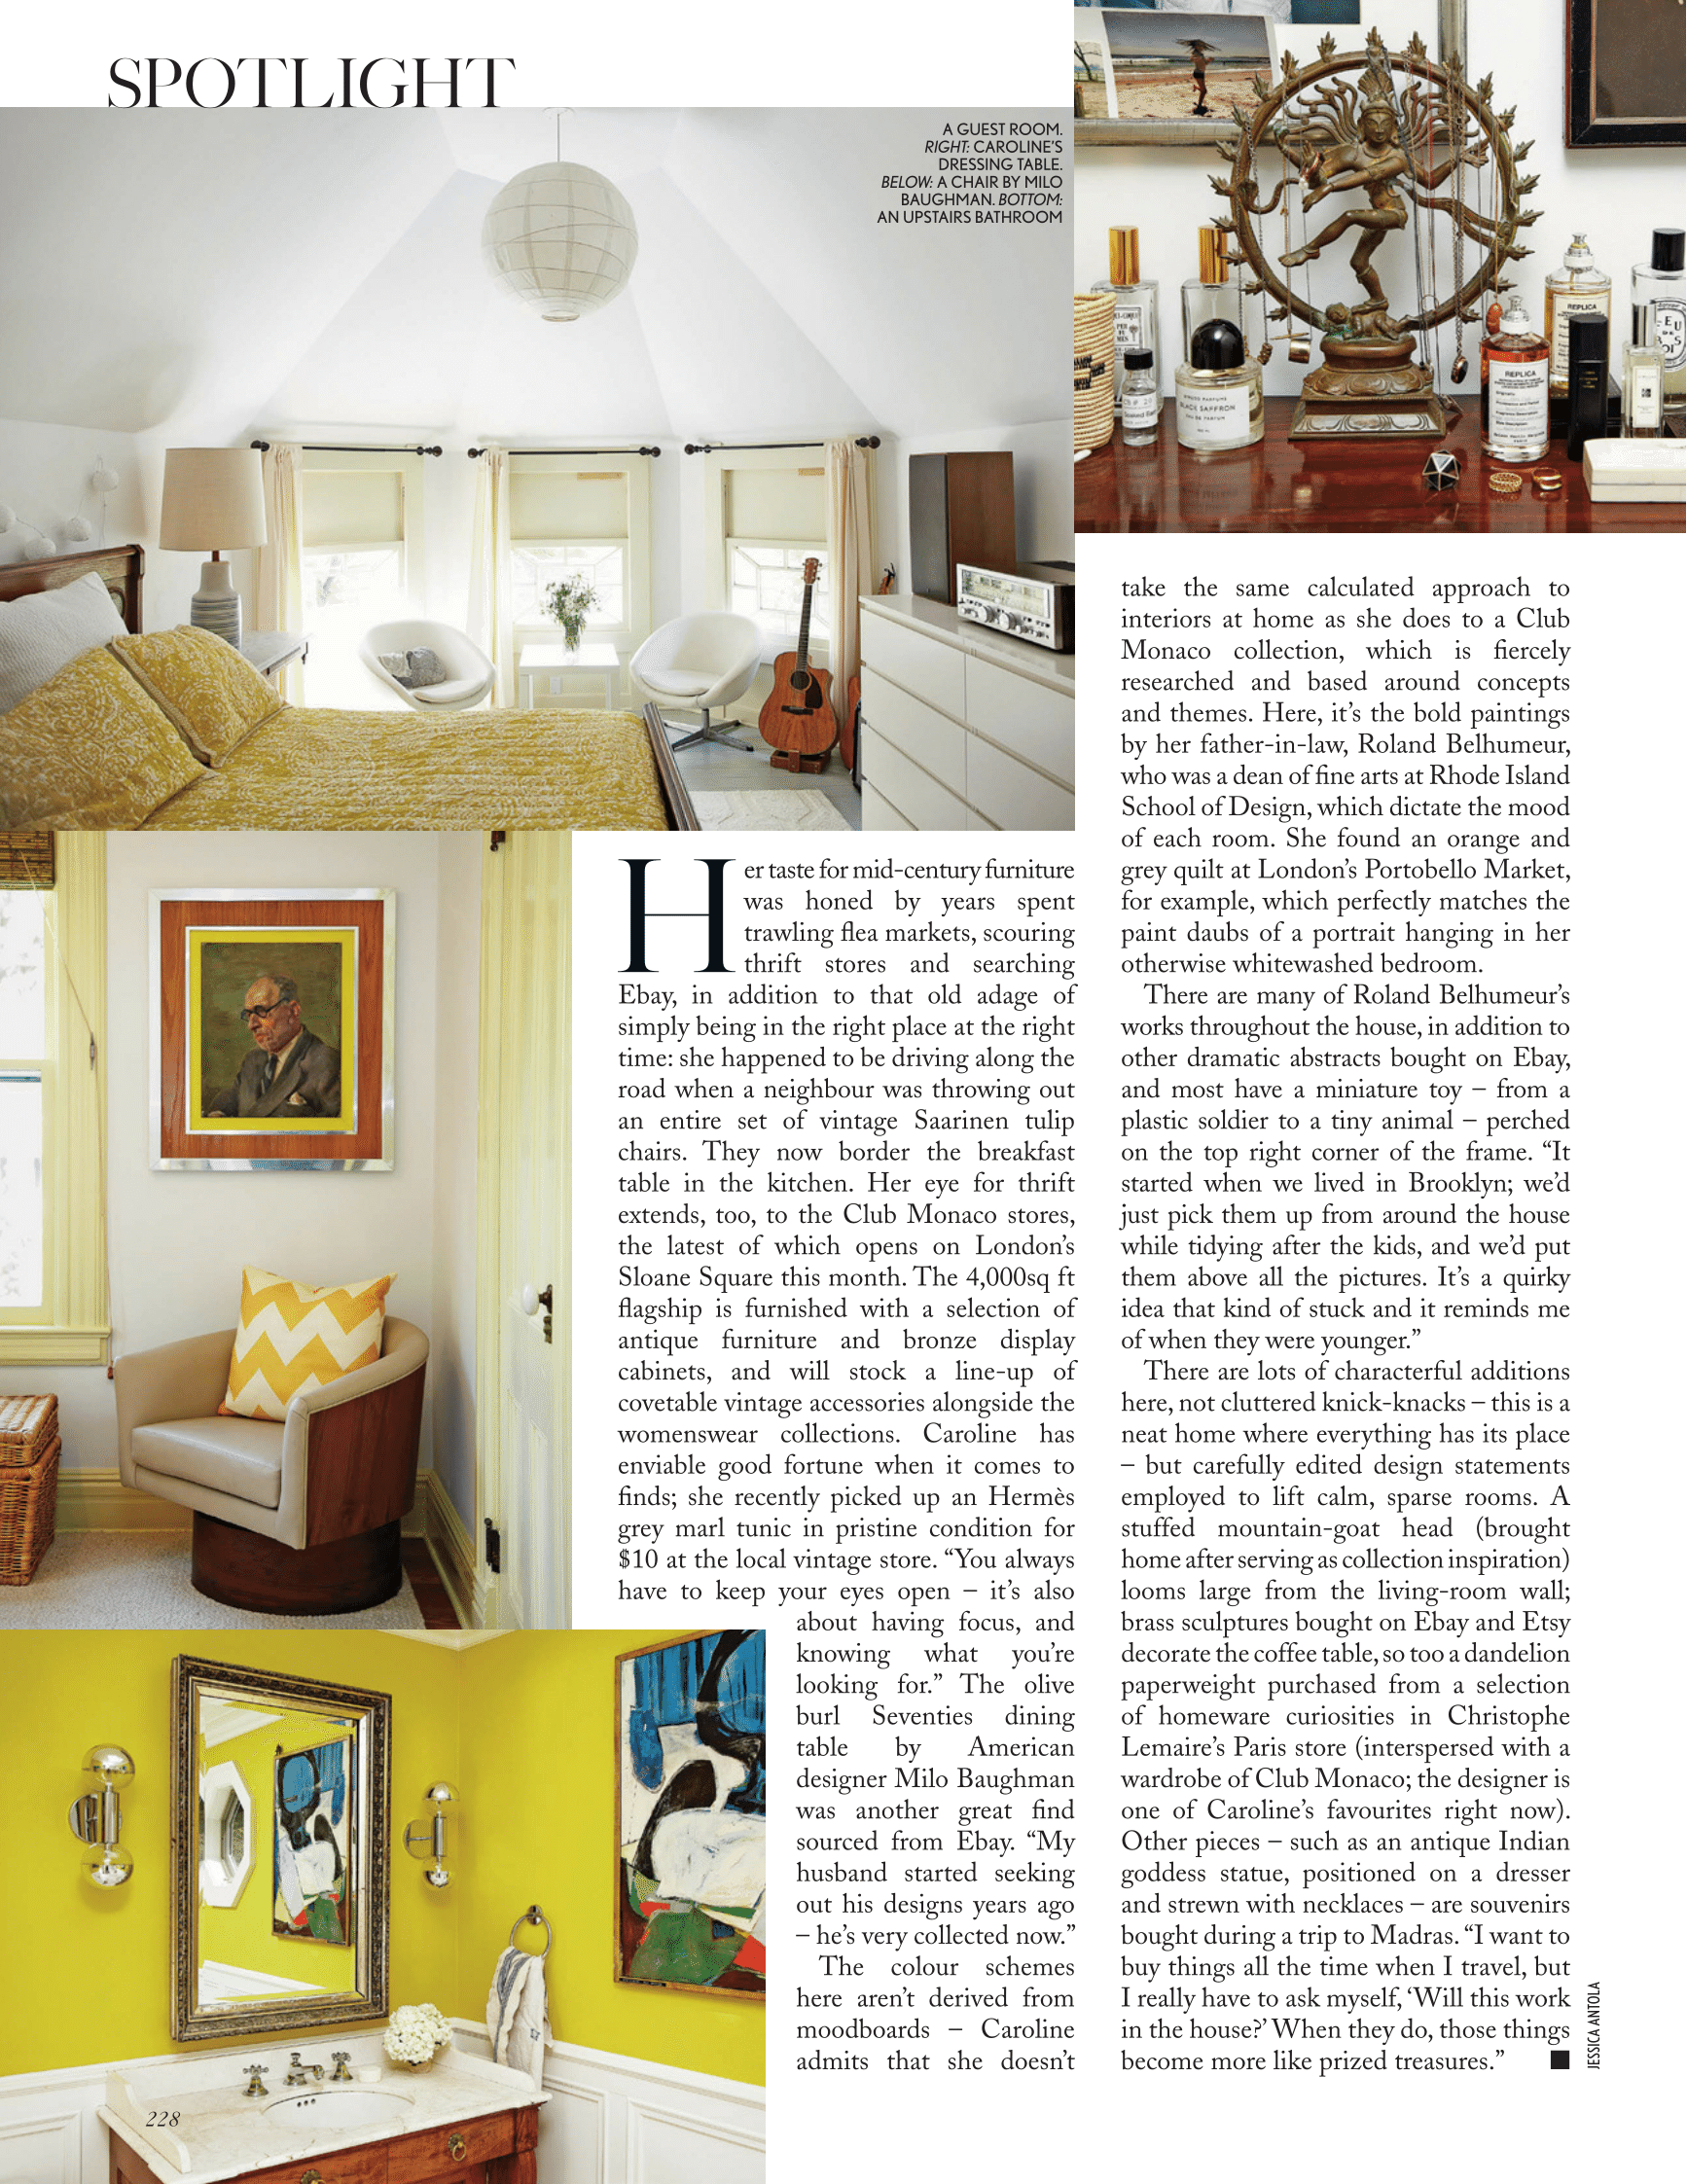 SPOTLIGHT
A GUEST ROOM.
RIGHT: CAROLINE'S
DRESSING TABLE.
BELOW: A CHAIR BY MILO
BAUGHMAN. BOTTOM:
AN UPSTAIRS BATHROOM
REPLICA
REPLICA
BLACK SAFFRON
Her taste for mid-century furniture
was honed by years spent
trawling flea markets, scouring
thrift stores and searching
Ebay, in addition to that old adage of
simply being in the right place at the right
time: she happened to be driving along the
road when a neighbour was throwing out
an entire set of vintage Saarinen tulip
chairs. They now border the breakfast
table in the kitchen. Her eye for thrift
extends, too, to the Club Monaco stores,
the latest of which opens on London's
Sloane Square this month. The 4,000sq ft
flagship is furnished with a selection of
antique furniture and bronze display
cabinets, and will stock a line-up of
covetable vintage accessories alongside the
womenswear collections. Caroline has
enviable good fortune when it comes to
finds; she recently picked up an Hermès
grey marl tunic in pristine condition for
$10 at the local vintage store. “You always
have to keep your eyes open – it's also
about having focus, and
knowing what you're
looking for.” The olive
burl Seventies dining
table by American
designer Milo Baughman
was another great find
sourced from Ebay. “My
husband started seeking
out his designs years ago
– he's very collected now.”
The colour schemes
here aren't derived from
moodboards – Caroline
admits that she doesn't
take the same calculated approach to
interiors at home as she does to a Club
Monaco collection, which is fiercely
researched and based around concepts
and themes. Here, it's the bold paintings
by her father-in-law, Roland Belhumeur,
who was a dean of fine arts at Rhode Island
School of Design, which dictate the mood
of each room. She found an orange and
grey quilt at London's Portobello Market,
for example, which perfectly matches the
paint daubs of a portrait hanging in her
otherwise whitewashed bedroom.
There are many of Roland Belhumeur's
works throughout the house, in addition to
other dramatic abstracts bought on Ebay,
and most have a miniature toy – from a
plastic soldier to a tiny animal – perched
on the top right corner of the frame. “It
started when we lived in Brooklyn; we'd
just pick them up from around the house
while tidying after the kids, and we'd put
them above all the pictures. It's a quirky
idea that kind of stuck and it reminds me
of when they were younger.”
There are lots of characterful additions
here, not cluttered knick-knacks – this is a
neat home where everything has its place
– but carefully edited design statements
employed to lift calm, sparse rooms. A
stuffed mountain-goat head (brought
home after serving as collection inspiration)
looms large from the living-room wall;
brass sculptures bought on Ebay and Etsy
decorate the coffee table, so too a dandelion
paperweight purchased from a selection
of homeware curiosities in Christophe
Lemaire's Paris store (interspersed with a
wardrobe of Club Monaco; the designer is
one of Caroline's favourites right now).
Other pieces – such as an antique Indian
goddess statue, positioned on a dresser
and strewn with necklaces – are souvenirs
bought during a trip to Madras. “I want to
buy things all the time when I travel, but
I really have to ask myself, ‘Will this work
in the house?’ When they do, those things
become more like prized treasures.” ■
JESSICA ANTOLA
228